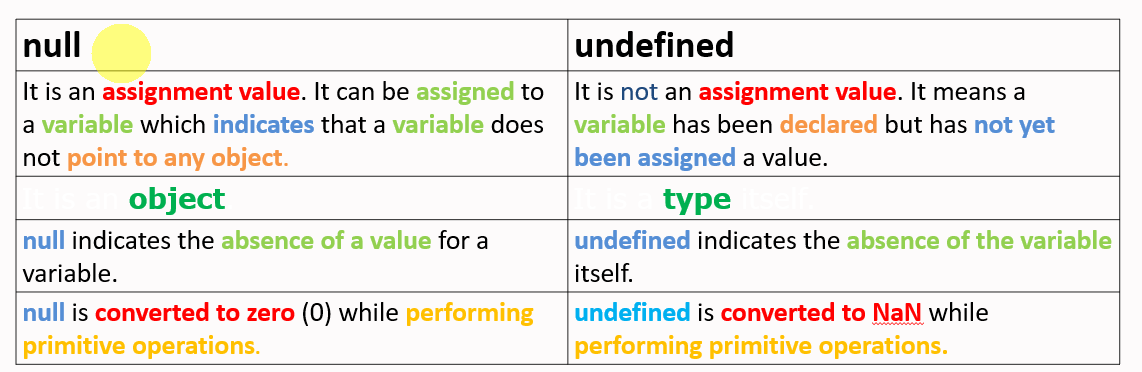 null
undefined
It is an assignment value. It can be assigned to
a variable which indicates that a variable does
not point to any object.
It is not an assignment value. It means a
variable has been declared but has not yet
been assigned a value.
It is an object
It is a type itself.
null indicates the absence of a value for a
variable.
undefined indicates the absence of the variable
itself.
null is converted to zero (0) while performing
primitive operations.
undefined is converted to NaN while
performing primitive operations.